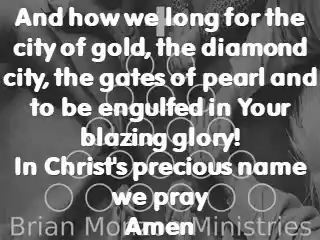 And how we long for the
city of gold, the diamond
city, the gates of pearl and
to be engulfed in Your
blazing glory!
In Christ's precious name
we pray
Amen
Brian Ministries